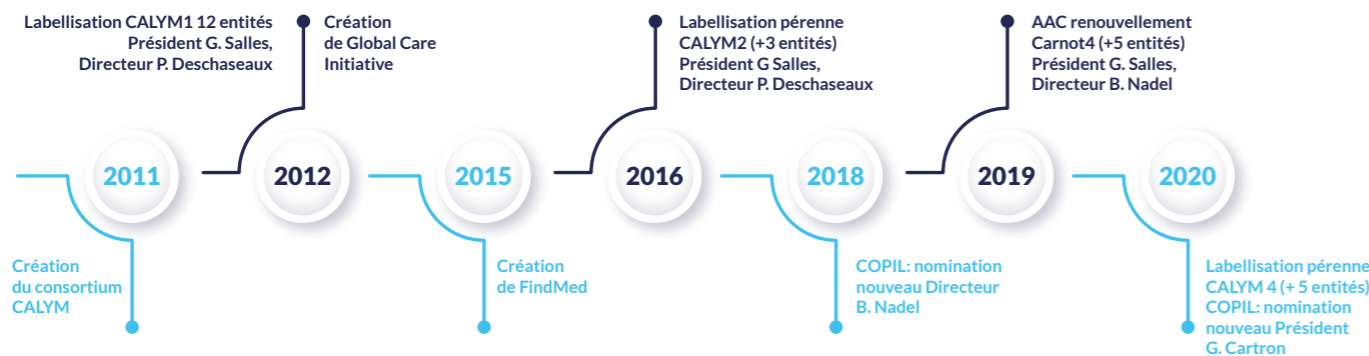 Labellisation CALYM1 12 entités
Président G. Salles,
Directeur P. Deschaseaux
Création
de Global Care
Initiative
Labellisation pérenne
CALYM2 (+3 entités)
Président G Salles,
Directeur P. Deschaseaux
AAC renouvellement
Carnot4 (+5 entités)
Président G. Salles,
Directeur B. Nadel
2011
2012
2015
2016
2018
2019
2020
Création
du consortium
CALYM
Création
de FindMed
COPIL: nomination
nouveau Directeur
B. Nadel
Labellisation pérenne
CALYM 4 (+ 5 entités)
COPIL: nomination
nouveau Président
G. Cartron